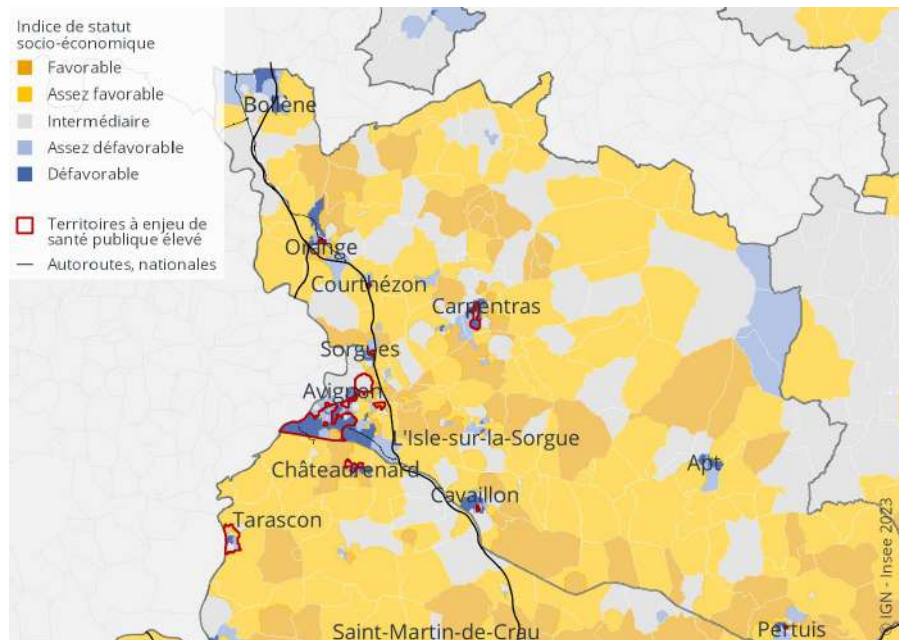 Indice de statut
socio-économique
Favorable
Assez favorable
Intermédiaire
Assez défavorable
Défavorable
Territoires à enjeu de
santé publique élevé
Autoroutes, nationales
Bollène
Orange
Courthézon
Carpentras
Sorgues
Avignon
L'Isle-sur-la-Sorgue
Châteaurenard
Apt
Cavaillon
Tarascon
Saint-Martin-de-Crau
Pertuis
© IGN - Insee 2023